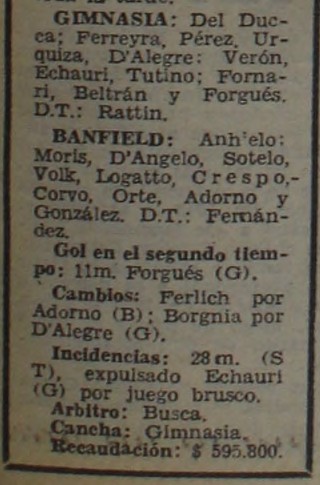 GIMNASIA: Del Duc-
ca; Ferreyra, Pérez, Ur-
quiza, D'Alegre; Verón,
Echauri, Tutino; Forna-
ri, Beltrán y Forgués.
D.T.: Rattin.
BANFIELD: Anh'elo;
Moris, D'Angelo, Sotelo,
Volk, Logatto, Crespo,-
Corvo, Orte, Adorno y
González. D.T.: Fernán-
dez.
Gol en el segundo tiem-
po: 11m. Forgués (G).
Cambios: Ferlich por
Adorno (B); Borgnia por
D'Alegre (G).
Incidencias: 28 m. (S
T), expulsado Echauri
(G) por juego brusco.
Arbitro: Busca.
Cancha: Gimnasia.
Recaudación: $ 595.800.